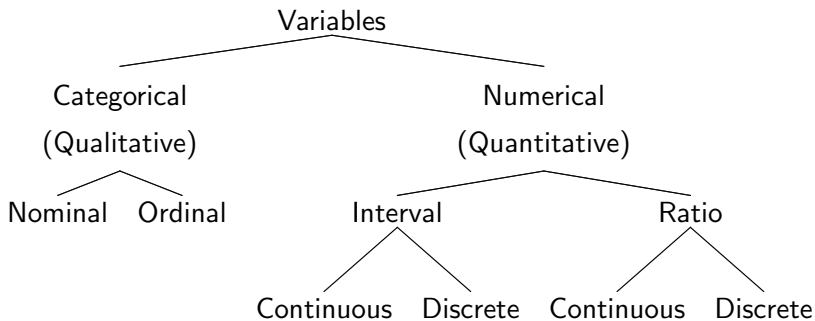 Variables
Categorical
(Qualitative)
Numerical
(Quantitative)
Nominal Ordinal
Interval Ratio
Continuous Discrete Continuous Discrete